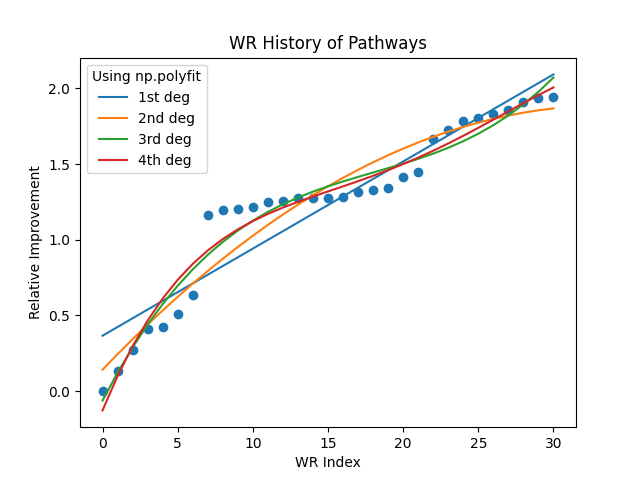 WR History of Pathways
Using np.polyfit
1st deg
2nd deg
3rd deg
4th deg
2.0
1.5
1.0
0.5
0.0
Relative Improvement
0 5 10 15 20 25 30
WR Index